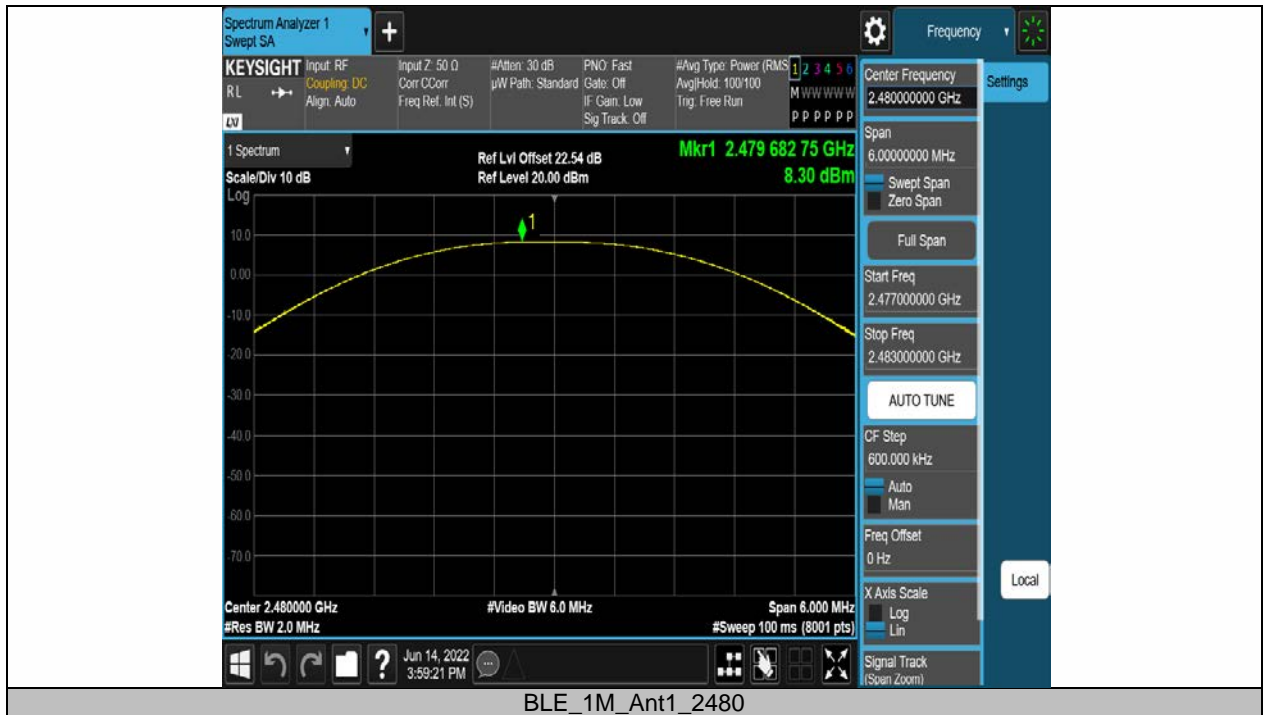 Spectrum Analyzer 1
Swept SA
+
Frequency
KEYSIGHT
RL
LXI
Input: RF
Coupling: DC
Align: Auto
Input Z: 50 Ω
Corr CCorr
Freq Ref: Int (S)
#Atten: 30 dB
µW Path: Standard
PNO: Fast
Gate: Off
IF Gain: Low
Sig Track: Off
#Avg Type: Power (RMS
Avg|Hold: 100/100
Trig: Free Run
1 2 3 4 5 6
M W W W W W
P P P P P P
1 Spectrum
Scale/Div 10 dB
Log
Ref Lvl Offset 22.54 dB
Ref Level 20.00 dBm
Mkr1 2.479 682 75 GHz
8.30 dBm
1
10.0
0.00
-10.0
-20.0
-30.0
-40.0
-50.0
-60.0
-70.0
Center 2.480000 GHz
#Res BW 2.0 MHz
#Video BW 6.0 MHz
Span 6.000 MHz
#Sweep 100 ms (8001 pts)
Center Frequency
2.480000000 GHz
Settings
Span
6.00000000 MHz
Swept Span
Zero Span
Full Span
Start Freq
2.477000000 GHz
Stop Freq
2.483000000 GHz
AUTO TUNE
CF Step
600.000 kHz
Auto
Man
Freq Offset
0 Hz
X Axis Scale
Log
Lin
Local
Signal Track
(Span Zoom)
?
Jun 14, 2022
3:59:21 PM
BLE_1M_Ant1_2480